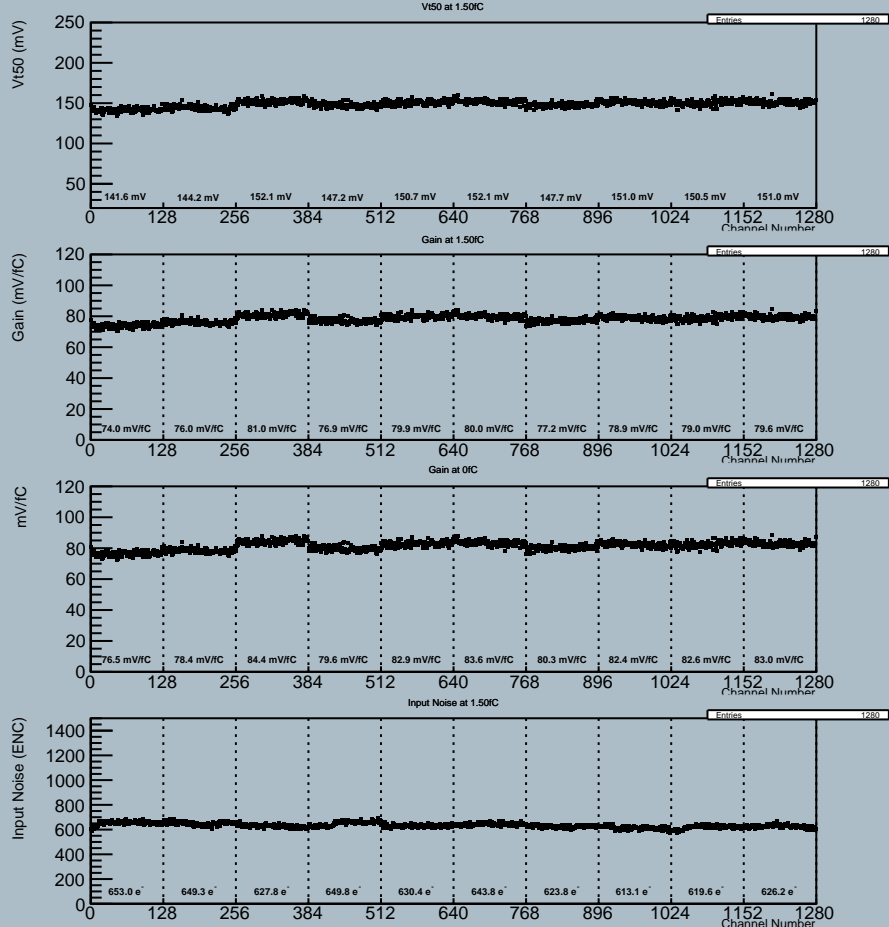 Vt50 at 1.50fC
Entries 1280
Vt50 (mV)
250
200
150
100
50
141.6 mV 144.2 mV 152.1 mV 147.2 mV 150.7 mV 152.1 mV 147.7 mV 151.0 mV 150.5 mV 151.0 mV
0 128 256 384 512 640 768 896 1024 1152 1280
Channel Number
Gain at 1.50fC
Entries 1280
Gain (mV/fC)
120
100
80
60
40
20
0
74.0 mV/fC 76.0 mV/fC 81.0 mV/fC 76.9 mV/fC 79.9 mV/fC 80.0 mV/fC 77.2 mV/fC 78.9 mV/fC 79.0 mV/fC 79.6 mV/fC
0 128 256 384 512 640 768 896 1024 1152 1280
Channel Number
Gain at 0fC
Entries 1280
mV/fC
120
100
80
60
40
20
0
76.5 mV/fC 78.4 mV/fC 84.4 mV/fC 79.6 mV/fC 82.9 mV/fC 83.6 mV/fC 80.3 mV/fC 82.4 mV/fC 82.6 mV/fC 83.0 mV/fC
0 128 256 384 512 640 768 896 1024 1152 1280
Channel Number
Input Noise at 1.50fC
Entries 1280
Input Noise (ENC)
1400
1200
1000
800
600
400
200
0
653.0 e⁻ 649.3 e⁻ 627.8 e⁻ 649.8 e⁻ 630.4 e⁻ 643.8 e⁻ 623.8 e⁻ 613.1 e⁻ 619.6 e⁻ 626.2 e⁻
0 128 256 384 512 640 768 896 1024 1152 1280
Channel Number